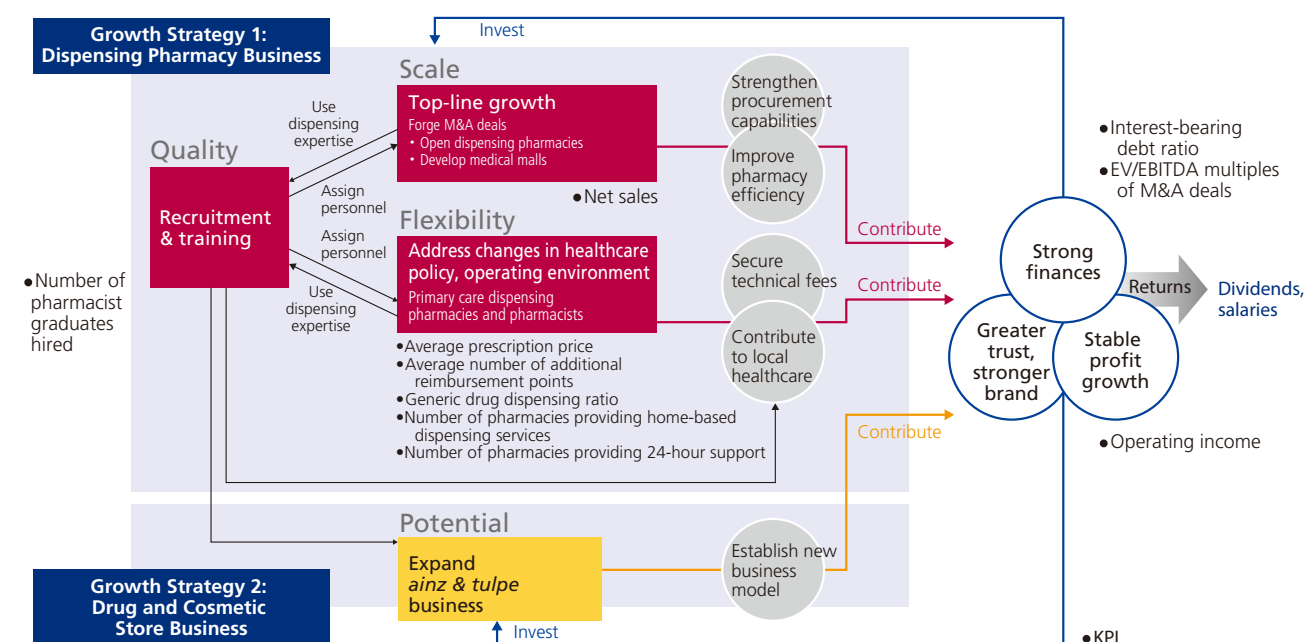 Growth Strategy 1:
Dispensing Pharmacy Business
Invest
Scale
Top-line growth
Forge M&A deals
• Open dispensing pharmacies
• Develop medical malls
Use
dispensing
expertise
Quality
Recruitment
& training
Assign
personnel
●Net sales
Strengthen
procurement
capabilities
Improve
pharmacy
efficiency
●Interest-bearing
debt ratio
●EV/EBITDA multiples
of M&A deals
Flexibility
Assign
personnel
Address changes in healthcare
policy, operating environment
Primary care dispensing
pharmacies and pharmacists
Use
dispensing
expertise
●Number of
pharmacist
graduates
hired
Secure
technical fees
Contribute
to local
healthcare
Contribute
Contribute
Strong
finances
Returns
Dividends,
salaries
Greater
trust,
stronger
brand
Stable
profit
growth
●Average prescription price
●Average number of additional
reimbursement points
●Generic drug dispensing ratio
●Number of pharmacies providing home-based
dispensing services
●Number of pharmacies providing 24-hour support
Contribute
●Operating income
Potential
Expand
ainz & tulpe
business
Establish new
business
model
Growth Strategy 2:
Drug and Cosmetic
Store Business
Invest
●KPI